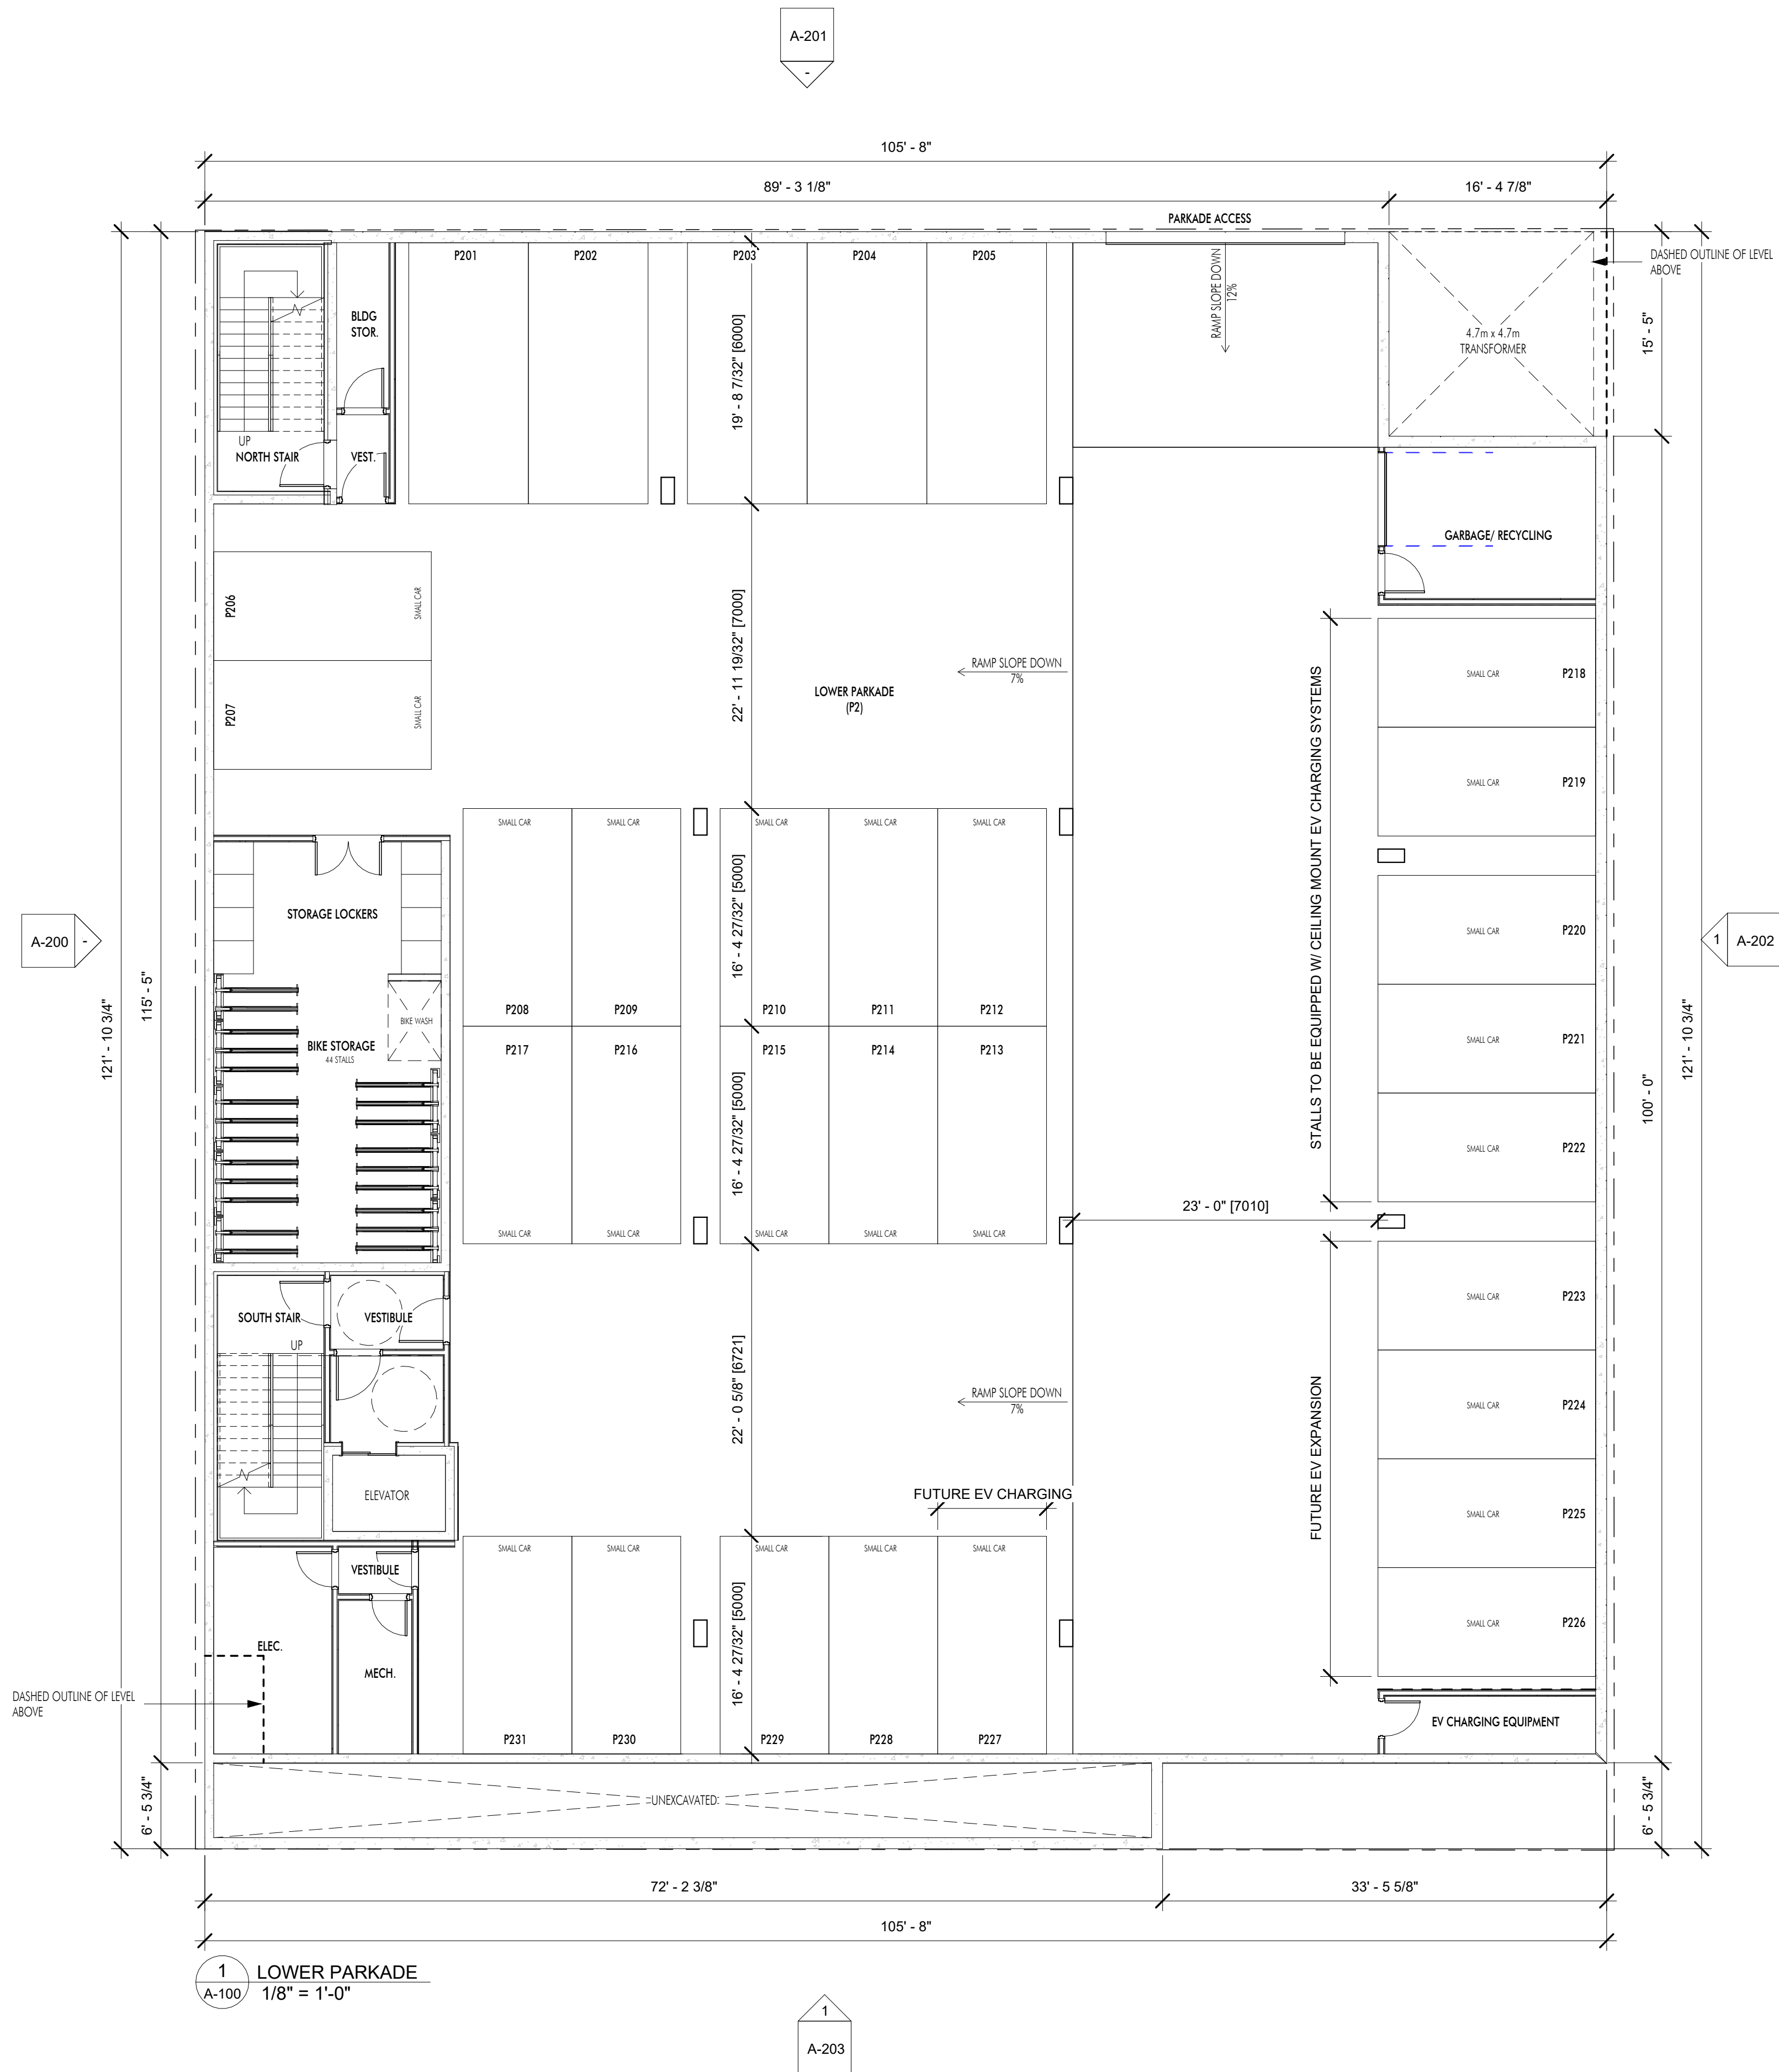 A-201
-
105' - 8"
89' - 3 1/8"
16' - 4 7/8"
PARKADE ACCESS
DASHED OUTLINE OF LEVEL
ABOVE
P201
P202
P203
P204
P205
RAMP SLOPE DOWN
12%
BLDG
STOR.
19' - 8 7/32" [6000]
4.7m x 4.7m
TRANSFORMER
15' - 5"
UP
NORTH STAIR
VEST.
GARBAGE/ RECYCLING
P206
SMALL CAR
P207
SMALL CAR
22' - 11 19/32" [7000]
RAMP SLOPE DOWN
7%
LOWER PARKADE
(P2)
STALLS TO BE EQUIPPED W/ CEILING MOUNT EV CHARGING SYSTEMS
SMALL CAR
P218
SMALL CAR
P219
SMALL CAR
SMALL CAR
SMALL CAR
SMALL CAR
SMALL CAR
STORAGE LOCKERS
16' - 4 27/32" [5000]
SMALL CAR
P220
A-200
-
1
A-202
121' - 10 3/4"
115' - 5"
P208
P209
P210
P211
P212
BIKE WASH
BIKE STORAGE
44 STALLS
P217
P216
P215
P214
P213
SMALL CAR
P221
121' - 10 3/4"
100' - 0"
16' - 4 27/32" [5000]
SMALL CAR
P222
23' - 0" [7010]
SMALL CAR
SMALL CAR
SMALL CAR
SMALL CAR
SMALL CAR
SOUTH STAIR
VESTIBULE
UP
SMALL CAR
P223
22' - 0 5/8" [6721]
RAMP SLOPE DOWN
7%
FUTURE EV EXPANSION
SMALL CAR
P224
ELEVATOR
FUTURE EV CHARGING
SMALL CAR
P225
SMALL CAR
SMALL CAR
SMALL CAR
SMALL CAR
SMALL CAR
VESTIBULE
16' - 4 27/32" [5000]
SMALL CAR
P226
ELEC.
MECH.
DASHED OUTLINE OF LEVEL
ABOVE
EV CHARGING EQUIPMENT
P231
P230
P229
P228
P227
6' - 5 3/4"
UNEXCAVATED
6' - 5 3/4"
72' - 2 3/8"
33' - 5 5/8"
105' - 8"
1
A-100
LOWER PARKADE
1/8" = 1'-0"
1
A-203